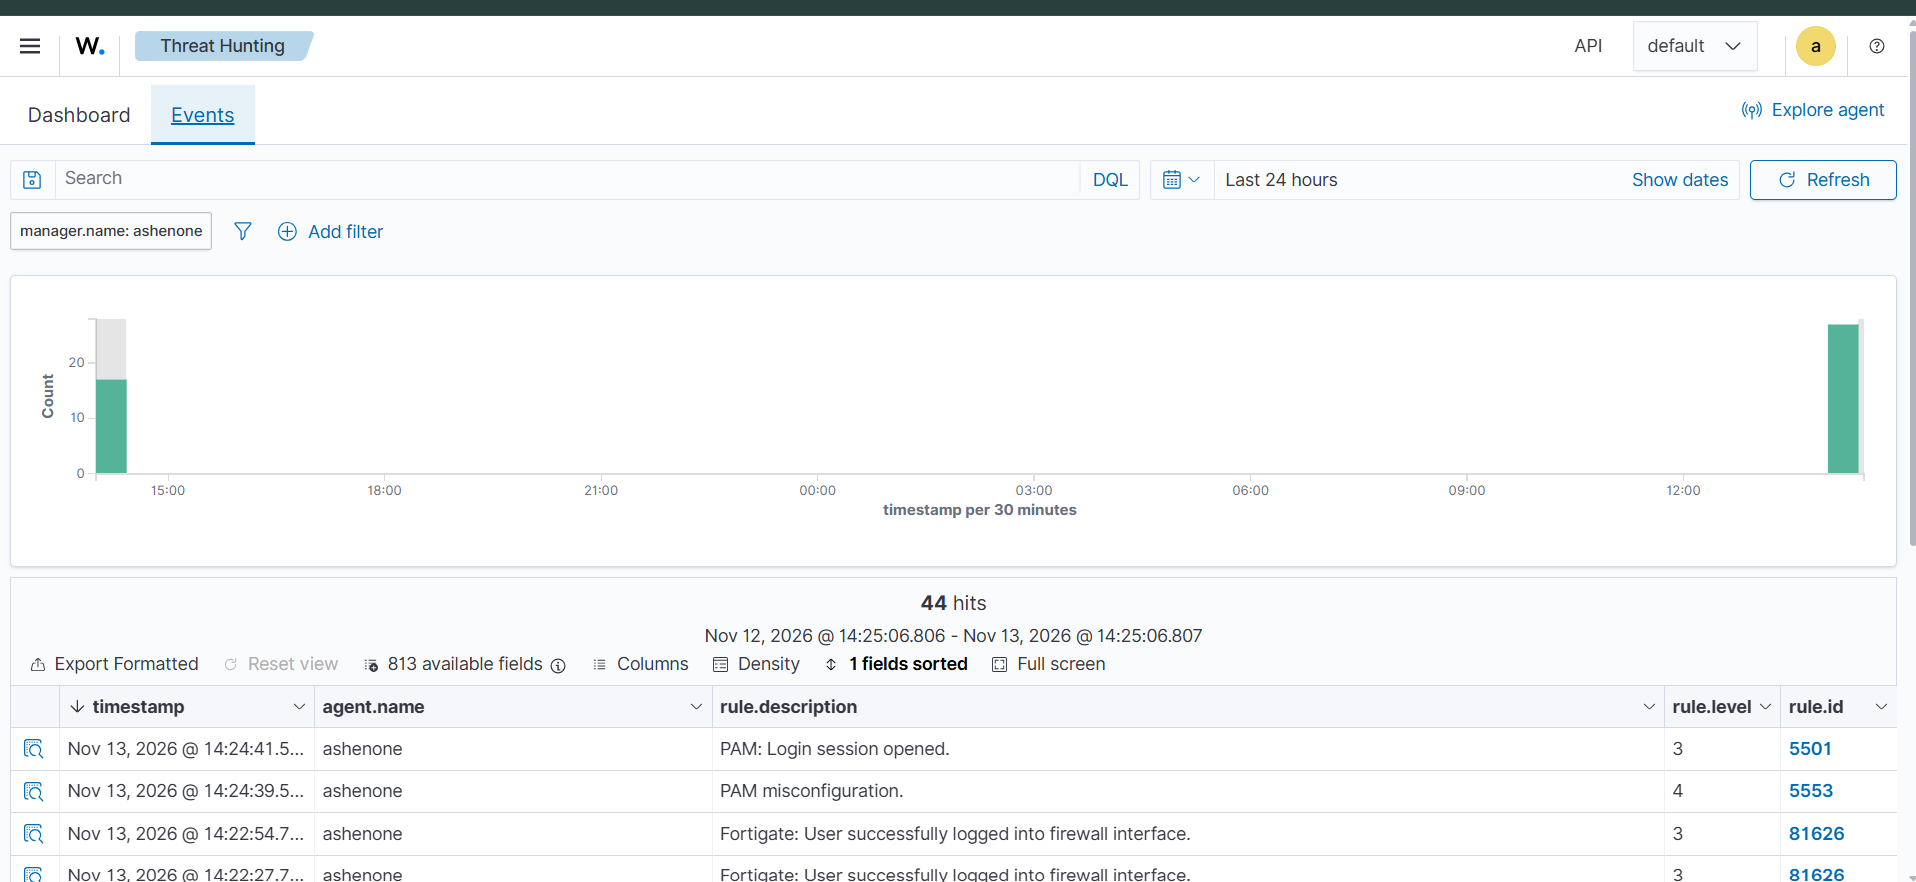 W. Threat Hunting API default a
Dashboard Events Explore agent
Search DQL Last 24 hours Show dates Refresh
manager.name: ashenone Add filter
Count
20
10
0
15:00 18:00 21:00 00:00 03:00 06:00 09:00 12:00
timestamp per 30 minutes
44 hits
Nov 12, 2026 @ 14:25:06.806 - Nov 13, 2026 @ 14:25:06.807
Export Formatted Reset view 813 available fields Columns Density 1 fields sorted Full screen
timestamp agent.name rule.description rule.level rule.id
Nov 13, 2026 @ 14:24:41.5... ashenone PAM: Login session opened. 3 5501
Nov 13, 2026 @ 14:24:39.5... ashenone PAM misconfiguration. 4 5553
Nov 13, 2026 @ 14:22:54.7... ashenone Fortigate: User successfully logged into firewall interface. 3 81626
Nov 13, 2026 @ 14:22:27.7... ashenone Fortigate: User successfully logged into firewall interface. 3 81626